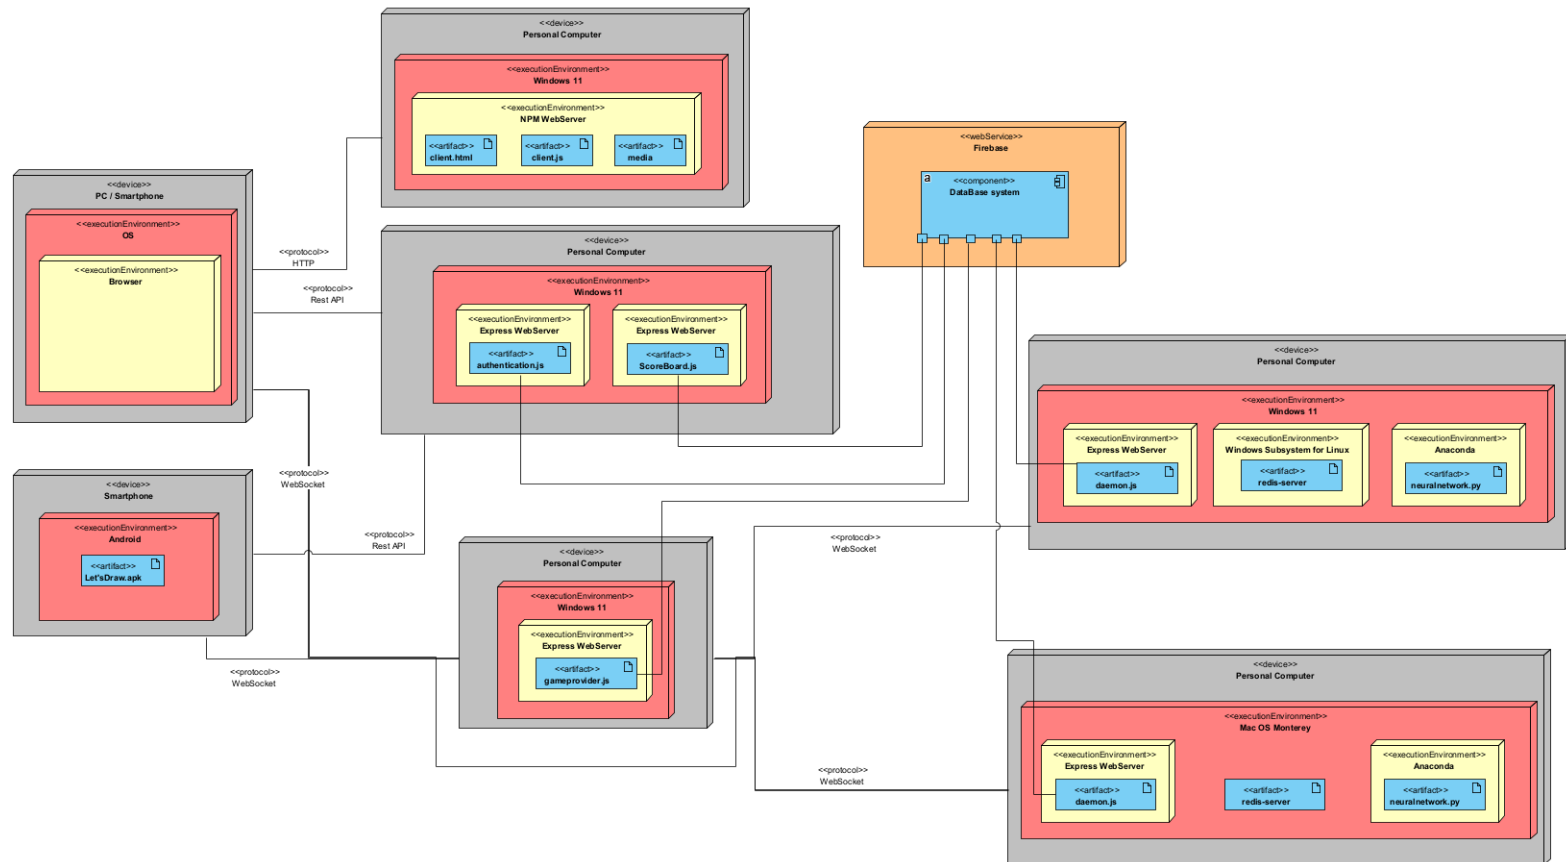 <<device>>
Personal Computer
<<executionEnvironment>>
Windows 11
<<executionEnvironment>>
NPM WebServer
<<artifact>>
client.html
<<artifact>>
client.js
<<artifact>>
media
<<webService>>
Firebase
a
<<component>>
DataBase system
<<device>>
PC / Smartphone
<<executionEnvironment>>
OS
<<executionEnvironment>>
Browser
<<protocol>>
HTTP
<<protocol>>
Rest API
<<device>>
Personal Computer
<<executionEnvironment>>
Windows 11
<<executionEnvironment>>
Express WebServer
<<artifact>>
authentication.js
<<executionEnvironment>>
Express WebServer
<<artifact>>
ScoreBoard.js
<<device>>
Personal Computer
<<executionEnvironment>>
Windows 11
<<executionEnvironment>>
Express WebServer
<<artifact>>
daemon.js
<<executionEnvironment>>
Windows Subsystem for Linux
<<artifact>>
redis-server
<<executionEnvironment>>
Anaconda
<<artifact>>
neuralnetwork.py
<<protocol>>
WebSocket
<<device>>
Smartphone
<<executionEnvironment>>
Android
<<artifact>>
Let'sDraw.apk
<<protocol>>
Rest API
<<protocol>>
WebSocket
<<device>>
Personal Computer
<<executionEnvironment>>
Windows 11
<<executionEnvironment>>
Express WebServer
<<artifact>>
gameprovider.js
<<protocol>>
WebSocket
<<protocol>>
WebSocket
<<device>>
Personal Computer
<<executionEnvironment>>
Mac OS Monterey
<<executionEnvironment>>
Express WebServer
<<artifact>>
daemon.js
<<artifact>>
redis-server
<<executionEnvironment>>
Anaconda
<<artifact>>
neuralnetwork.py